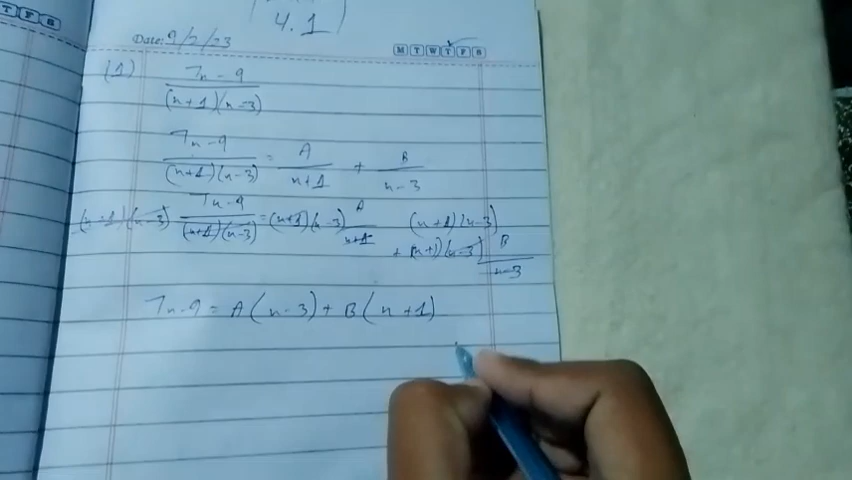 T F S
4.1
Date: 9/2/23 M T W T F S
(1) 7x - 9
(x+1)(x-3)
7x-9 / (x+1)(x-3) = A / x+1 + B / x-3
(x+1)(x-3) 7x-9 / (x+1)(x-3) = (x+1)(x-3) A / x+1 (x+1)(x-3)
+ (x+1)(x-3) B / x-3
7x-9 = A(x-3) + B(x+1)